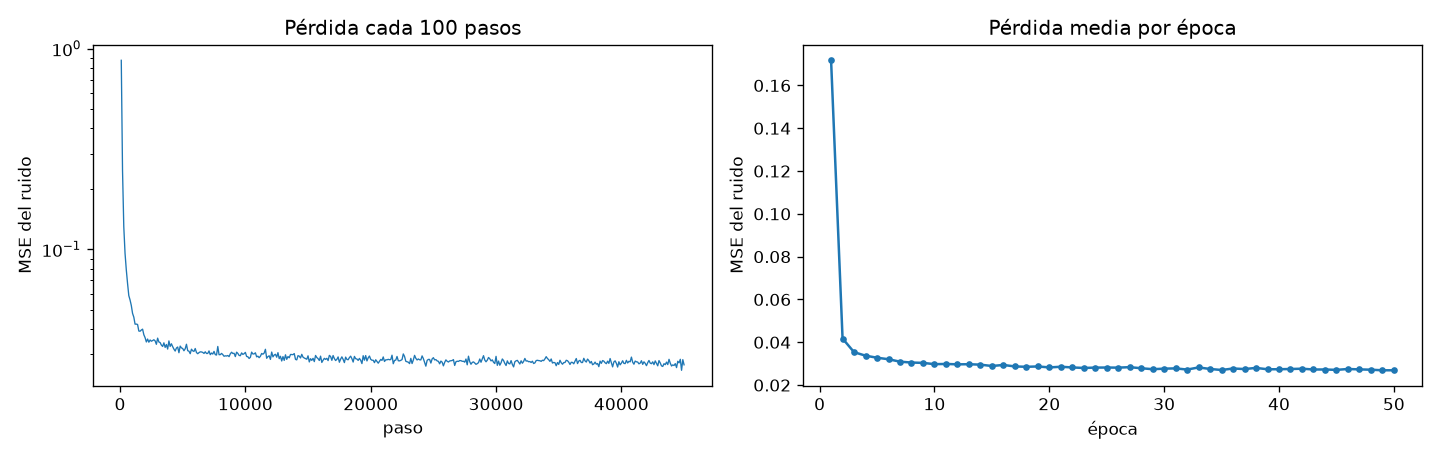 Pérdida cada 100 pasos
MSE del ruido
10⁰
10⁻¹
0 10000 20000 30000 40000
paso
Pérdida media por época
MSE del ruido
0.16
0.14
0.12
0.10
0.08
0.06
0.04
0.02
0 10 20 30 40 50
época